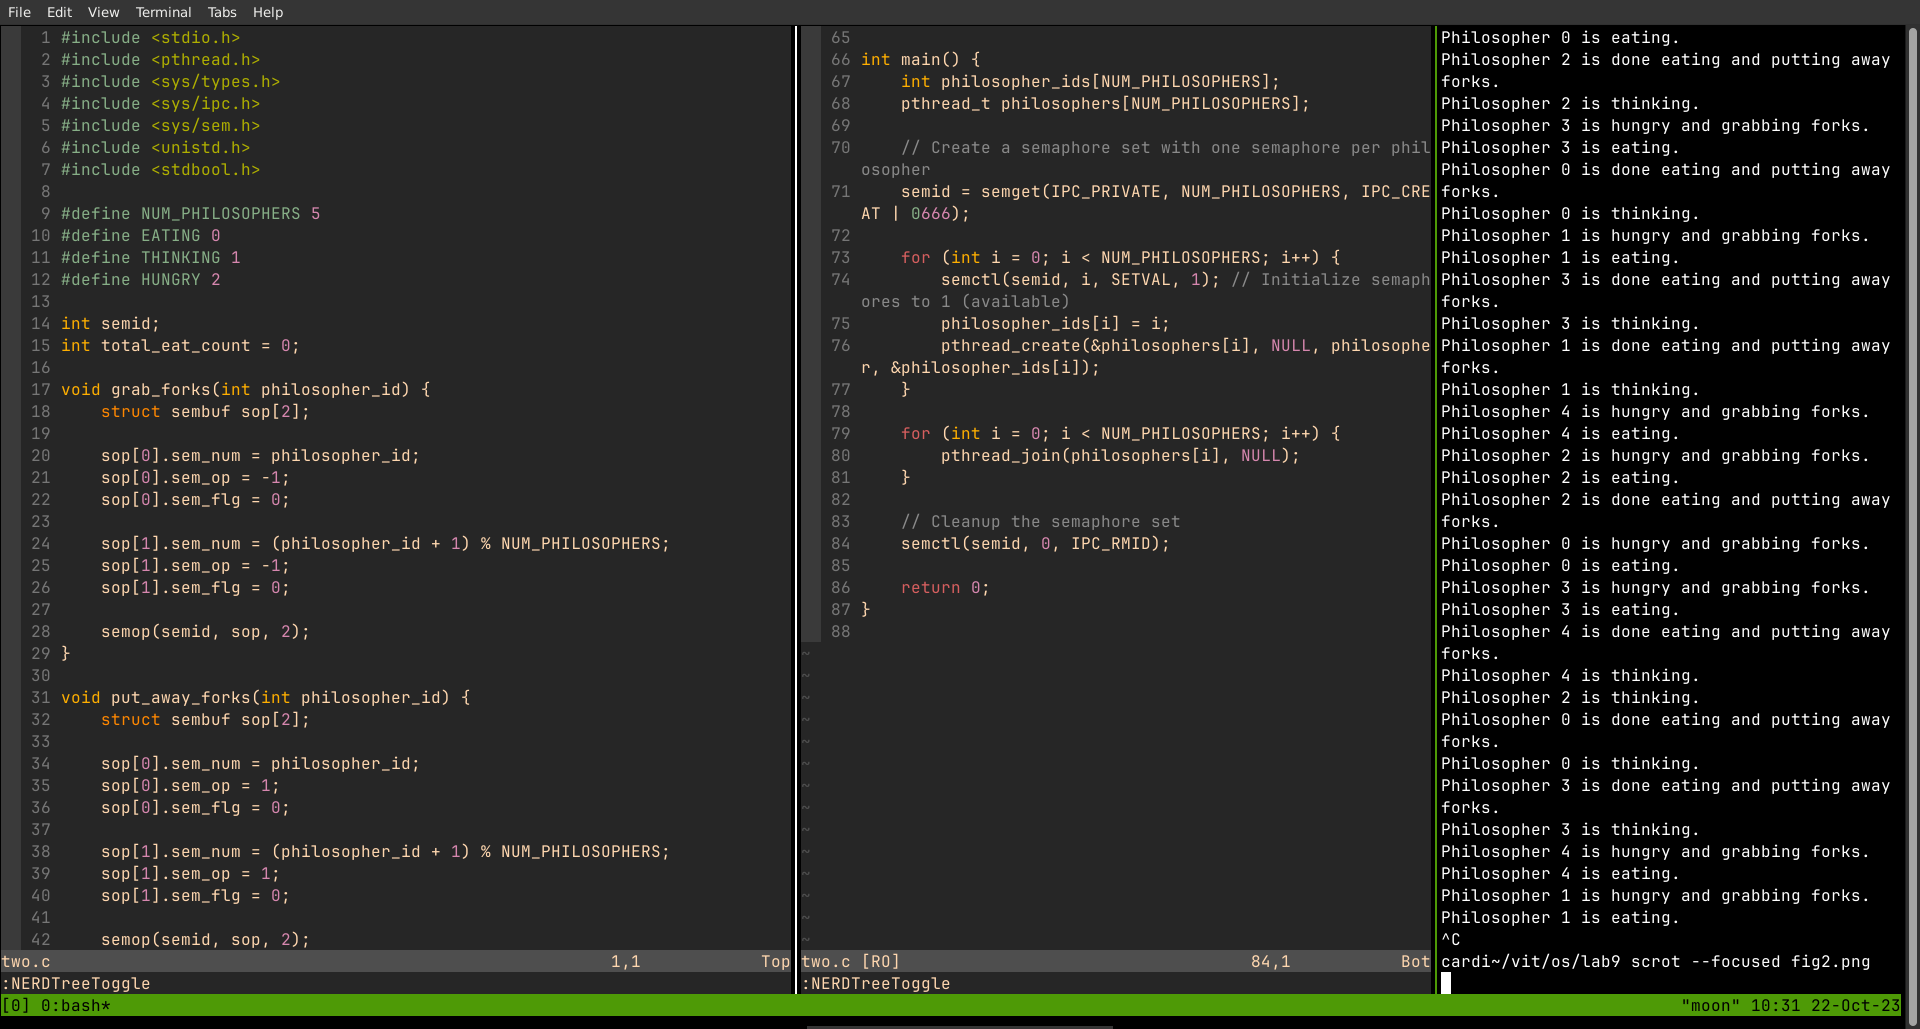 File Edit View Terminal Tabs Help
1 #include <stdio.h>
2 #include <pthread.h>
3 #include <sys/types.h>
4 #include <sys/ipc.h>
5 #include <sys/sem.h>
6 #include <unistd.h>
7 #include <stdbool.h>
8
9 #define NUM_PHILOSOPHERS 5
10 #define EATING 0
11 #define THINKING 1
12 #define HUNGRY 2
13
14 int semid;
15 int total_eat_count = 0;
16
17 void grab_forks(int philosopher_id) {
18     struct sembuf sop[2];
19
20     sop[0].sem_num = philosopher_id;
21     sop[0].sem_op = -1;
22     sop[0].sem_flg = 0;
23
24     sop[1].sem_num = (philosopher_id + 1) % NUM_PHILOSOPHERS;
25     sop[1].sem_op = -1;
26     sop[1].sem_flg = 0;
27
28     semop(semid, sop, 2);
29 }
30
31 void put_away_forks(int philosopher_id) {
32     struct sembuf sop[2];
33
34     sop[0].sem_num = philosopher_id;
35     sop[0].sem_op = 1;
36     sop[0].sem_flg = 0;
37
38     sop[1].sem_num = (philosopher_id + 1) % NUM_PHILOSOPHERS;
39     sop[1].sem_op = 1;
40     sop[1].sem_flg = 0;
41
42     semop(semid, sop, 2);
two.c 1,1 Top
:NERDTreeToggle
65
66 int main() {
67     int philosopher_ids[NUM_PHILOSOPHERS];
68     pthread_t philosophers[NUM_PHILOSOPHERS];
69
70     // Create a semaphore set with one semaphore per phil
osopher
71     semid = semget(IPC_PRIVATE, NUM_PHILOSOPHERS, IPC_CRE
AT | 0666);
72
73     for (int i = 0; i < NUM_PHILOSOPHERS; i++) {
74         semctl(semid, i, SETVAL, 1); // Initialize semaph
ores to 1 (available)
75         philosopher_ids[i] = i;
76         pthread_create(&philosophers[i], NULL, philosophe
r, &philosopher_ids[i]);
77     }
78
79     for (int i = 0; i < NUM_PHILOSOPHERS; i++) {
80         pthread_join(philosophers[i], NULL);
81     }
82
83     // Cleanup the semaphore set
84     semctl(semid, 0, IPC_RMID);
85
86     return 0;
87 }
88
~
~
~
~
~
~
~
~
~
~
~
~
~
~
two.c [RO] 84,1 Bot
:NERDTreeToggle
Philosopher 0 is eating.
Philosopher 2 is done eating and putting away
forks.
Philosopher 2 is thinking.
Philosopher 3 is hungry and grabbing forks.
Philosopher 3 is eating.
Philosopher 0 is done eating and putting away
forks.
Philosopher 0 is thinking.
Philosopher 1 is hungry and grabbing forks.
Philosopher 1 is eating.
Philosopher 3 is done eating and putting away
forks.
Philosopher 3 is thinking.
Philosopher 1 is done eating and putting away
forks.
Philosopher 1 is thinking.
Philosopher 4 is hungry and grabbing forks.
Philosopher 4 is eating.
Philosopher 2 is hungry and grabbing forks.
Philosopher 2 is eating.
Philosopher 2 is done eating and putting away
forks.
Philosopher 0 is hungry and grabbing forks.
Philosopher 0 is eating.
Philosopher 3 is hungry and grabbing forks.
Philosopher 3 is eating.
Philosopher 4 is done eating and putting away
forks.
Philosopher 4 is thinking.
Philosopher 2 is thinking.
Philosopher 0 is done eating and putting away
forks.
Philosopher 0 is thinking.
Philosopher 3 is done eating and putting away
forks.
Philosopher 3 is thinking.
Philosopher 4 is hungry and grabbing forks.
Philosopher 4 is eating.
Philosopher 1 is hungry and grabbing forks.
Philosopher 1 is eating.
^C
cardi~/vit/os/lab9 scrot --focused fig2.png
[0] 0:bash* "moon" 10:31 22-Oct-23